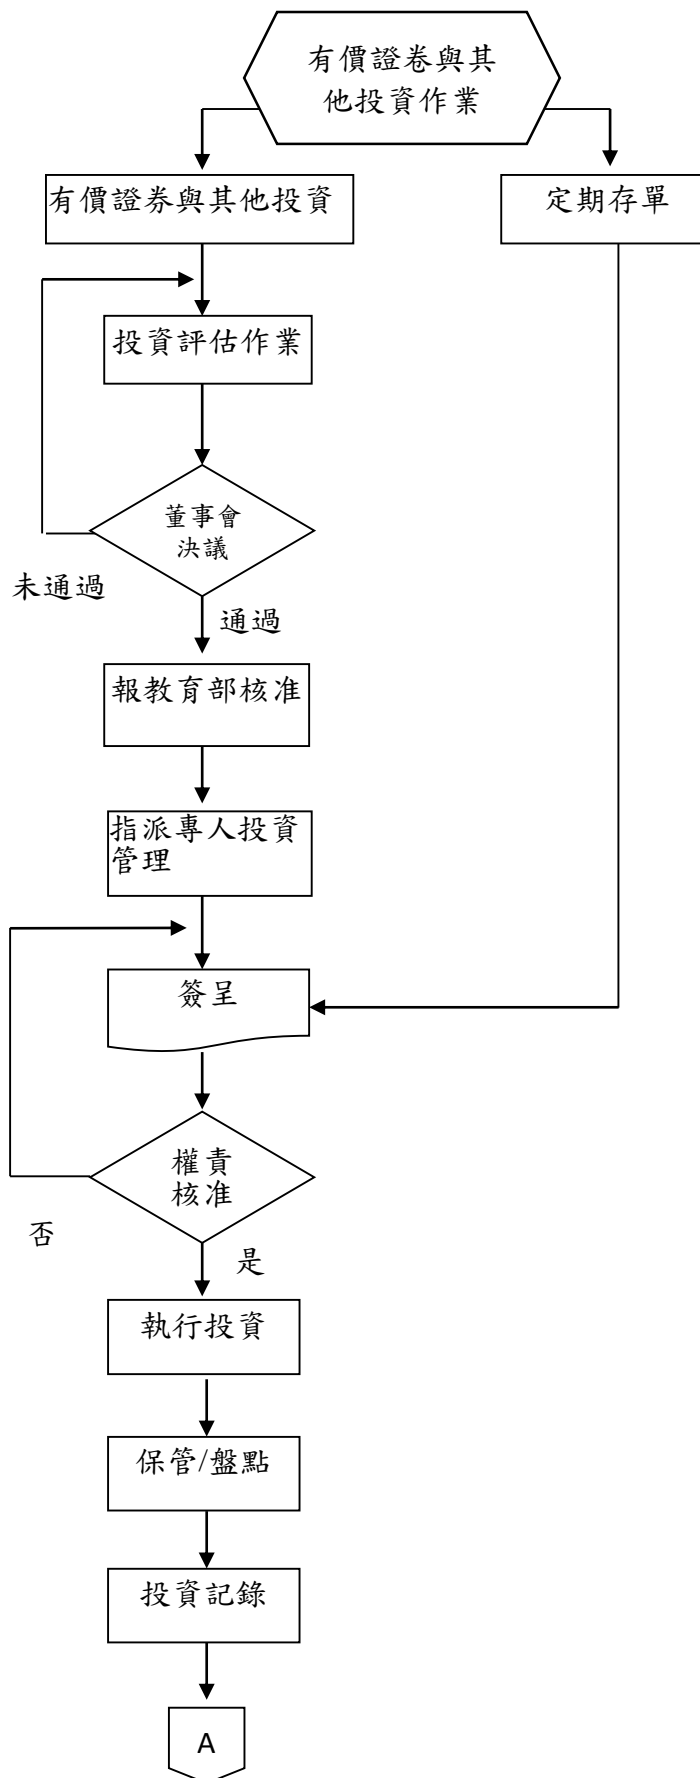 有價證卷與其
他投資作業
有價證券與其他投資
定期存單
投資評估作業
董事會
決議
未通過
通過
報教育部核准
指派專人投資
管理
簽呈
權責
核准
否
是
執行投資
保管/盤點
投資記錄
A